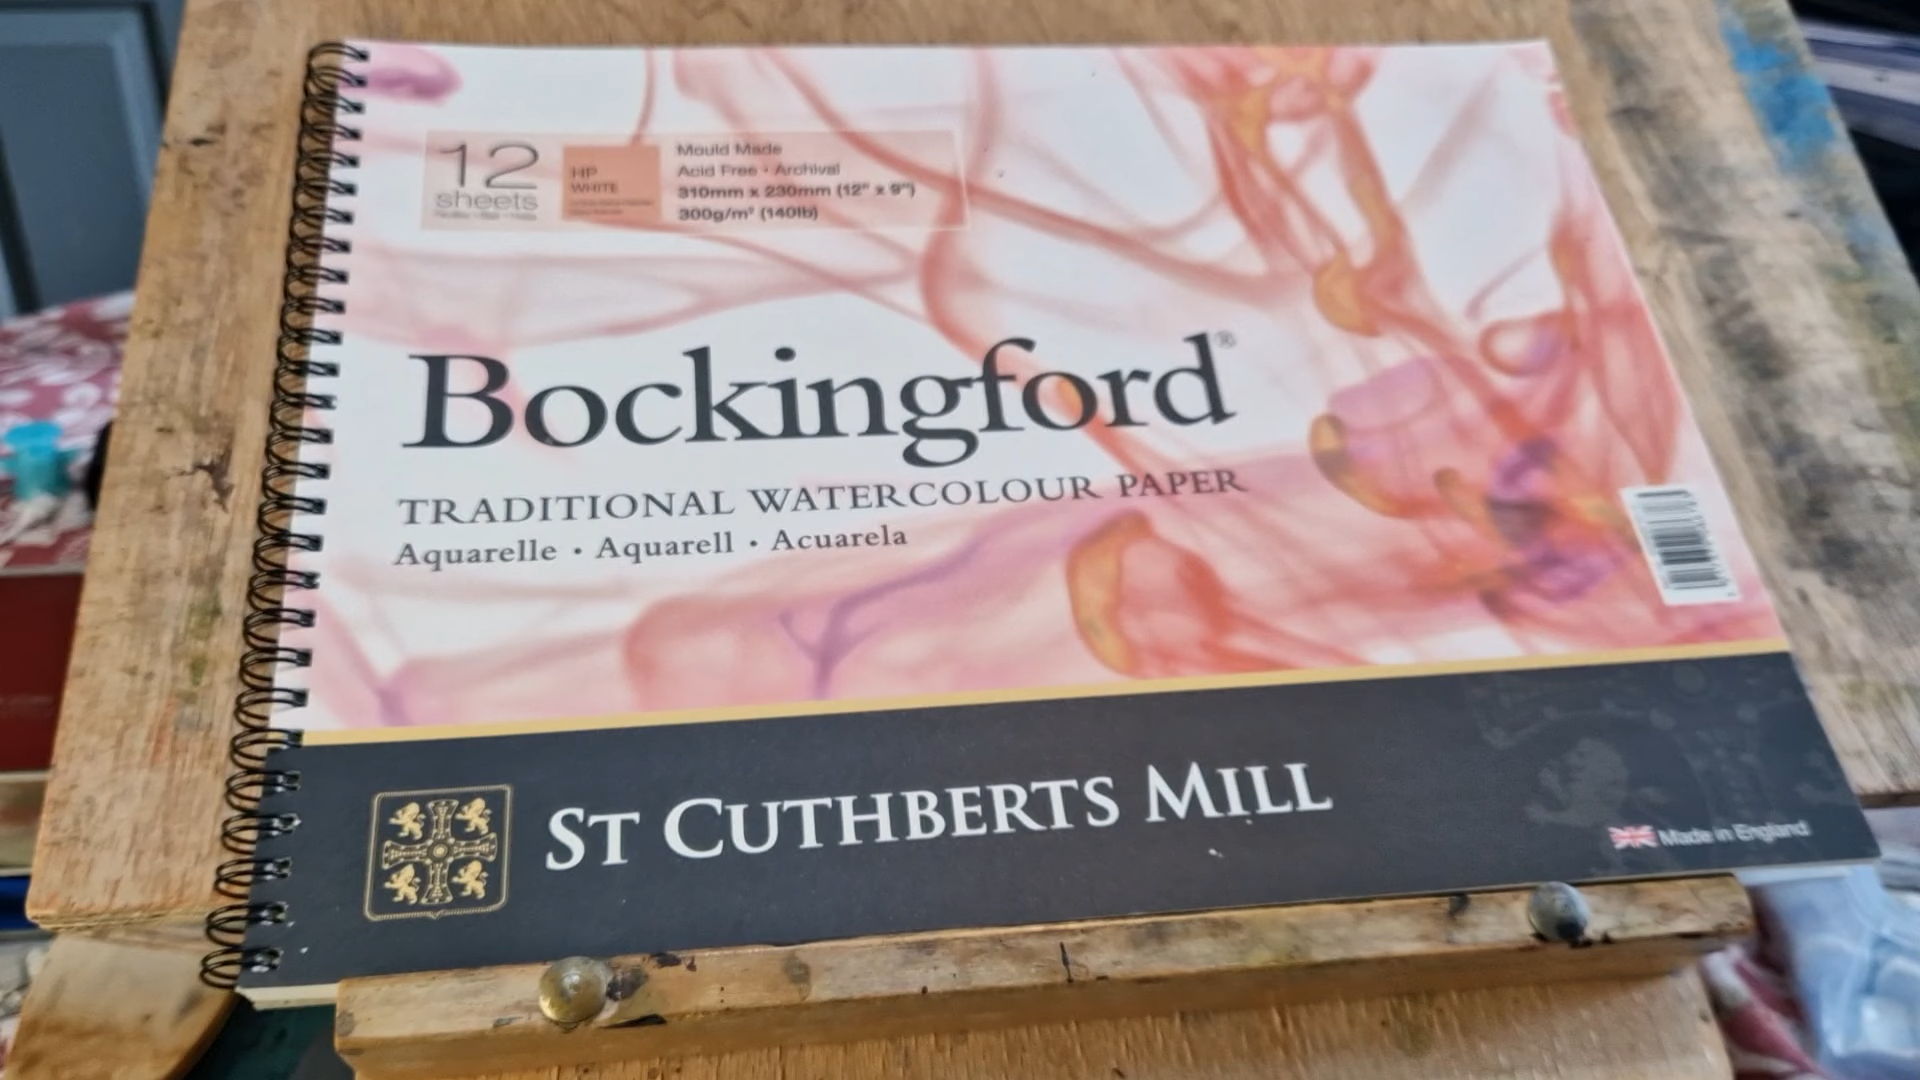 12
sheets
HP
WHITE
Mould Made
Acid Free • Archival
310mm x 230mm (12" x 9")
300g/m² (140lb)
Bockingford®
TRADITIONAL WATERCOLOUR PAPER
Aquarelle • Aquarell • Acuarela
ST CUTHBERTS MILL
Made in England